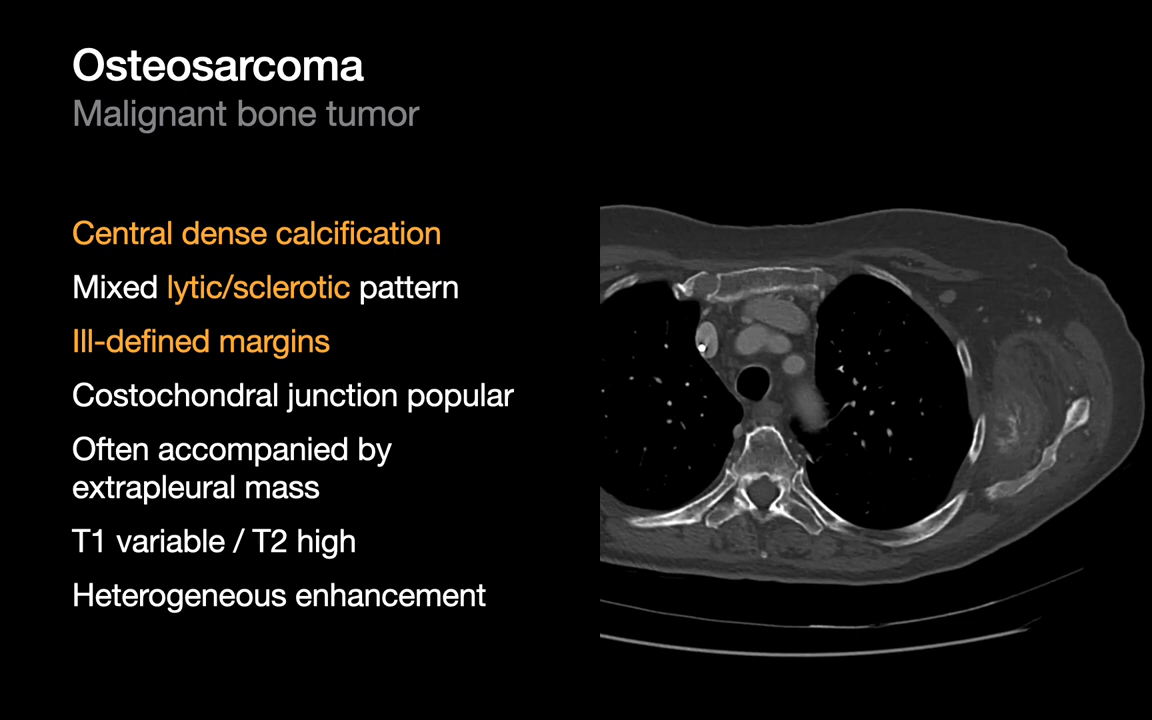 Osteosarcoma
Malignant bone tumor
Central dense calcification
Mixed lytic/sclerotic pattern
Ill-defined margins
Costochondral junction popular
Often accompanied by
extrapleural mass
T1 variable / T2 high
Heterogeneous enhancement